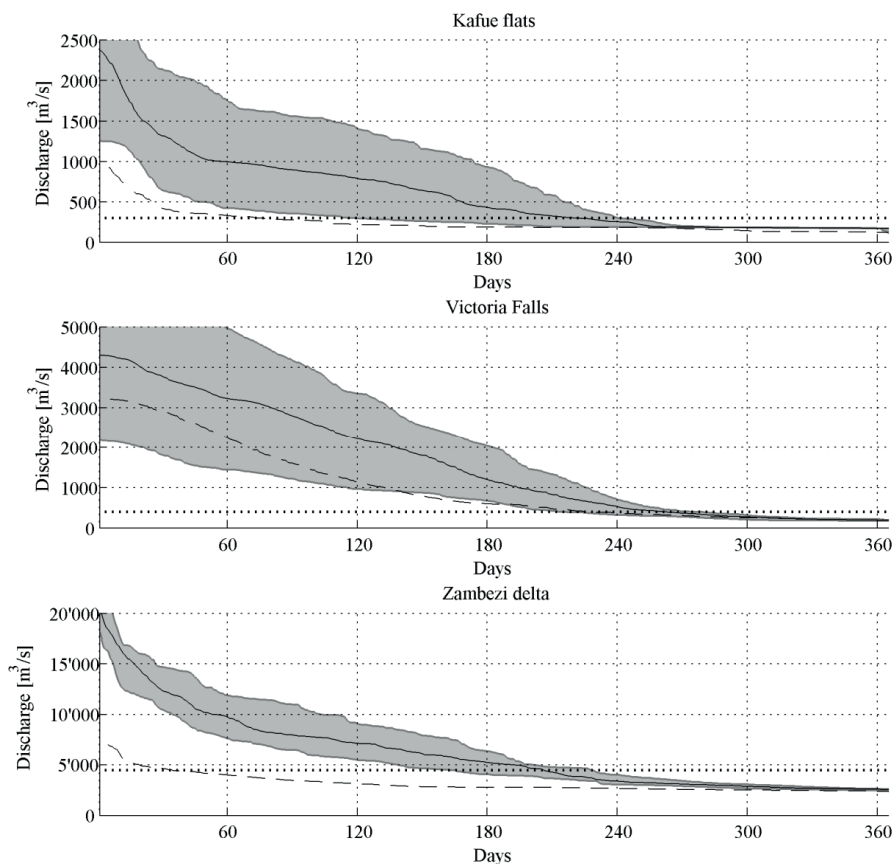 Kafue flats
2500
2000
1500
1000
500
0
Discharge [m³/s]
60 120 180 240 300 360
Days
Victoria Falls
5000
4000
3000
2000
1000
0
Discharge [m³/s]
60 120 180 240 300 360
Days
Zambezi delta
20'000
15'000
10'000
5'000
0
Discharge [m³/s]
60 120 180 240 300 360
Days